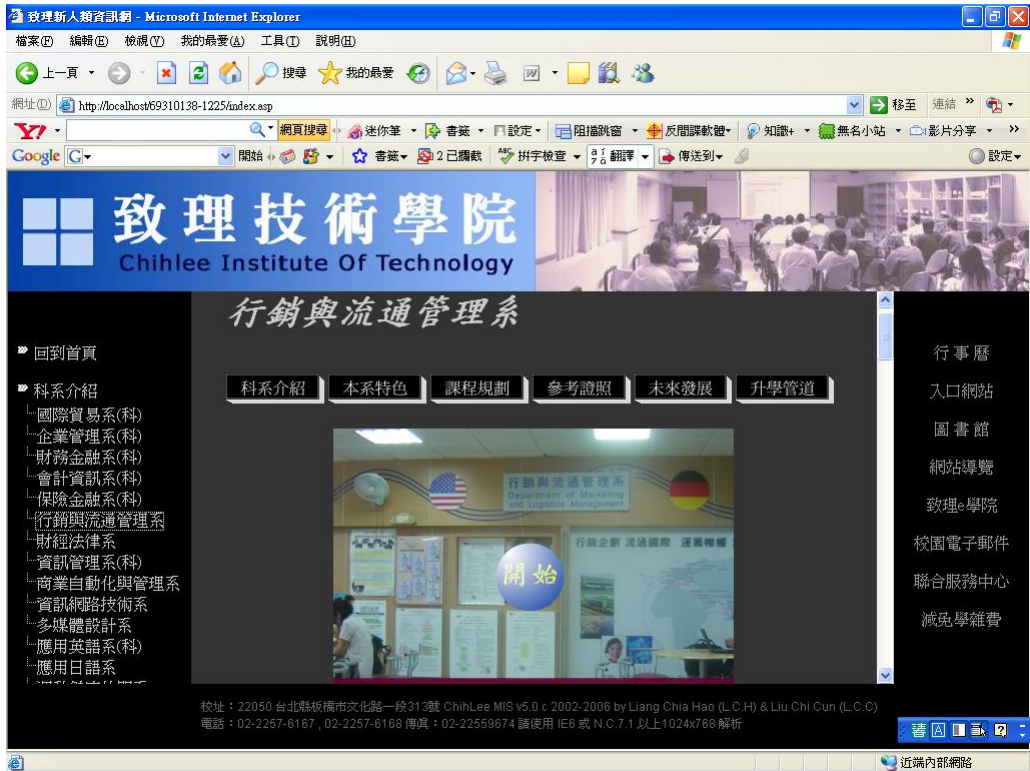 致理新人類資訊網 - Microsoft Internet Explorer
檔案(F) 編輯(E) 檢視(V) 我的最愛(A) 工具(T) 說明(H)
上一頁 搜尋 我的最愛
網址(D) http://localhost/69310138-1225/index.asp 移至 連結 »
Y7 網頁搜尋 迷你筆 書籤 設定 阻擋跳窗 反間諜軟體 知識+ 無名小站 影片分享 »
Google G 開始 書籤 2 已攔截 拼字檢查 翻譯 傳送到 設定
致理技術學院
Chihlee Institute Of Technology
行銷與流通管理系
回到首頁
科系介紹
國際貿易系(科)
企業管理系(科)
財務金融系(科)
會計資訊系(科)
保險金融系(科)
行銷與流通管理系
財經法律系
資訊管理系(科)
商業自動化與管理系
資訊網路技術系
多媒體設計系
應用英語系(科)
應用日語系
科系介紹 本系特色 課程規劃 參考證照 未來發展 升學管道
行銷與流通管理系
Department of Marketing
and Logistics Management
行銷企劃 流通國際 運籌帷幄
開始
行事曆
入口網站
圖書館
網站導覽
致理e學院
校園電子郵件
聯合服務中心
減免學雜費
校址：22050 台北縣板橋市文化路一段313號 ChihLee MIS v5.0 c 2002-2006 by Liang Chia Hao (L.C.H) & Liu Chi Cun (L.C.C)
電話：02-2257-6167 , 02-2257-6168 傳真：02-22559674 請使用 IE6 或 N.C.7.1 以上1024x768 解析
近端內部網路